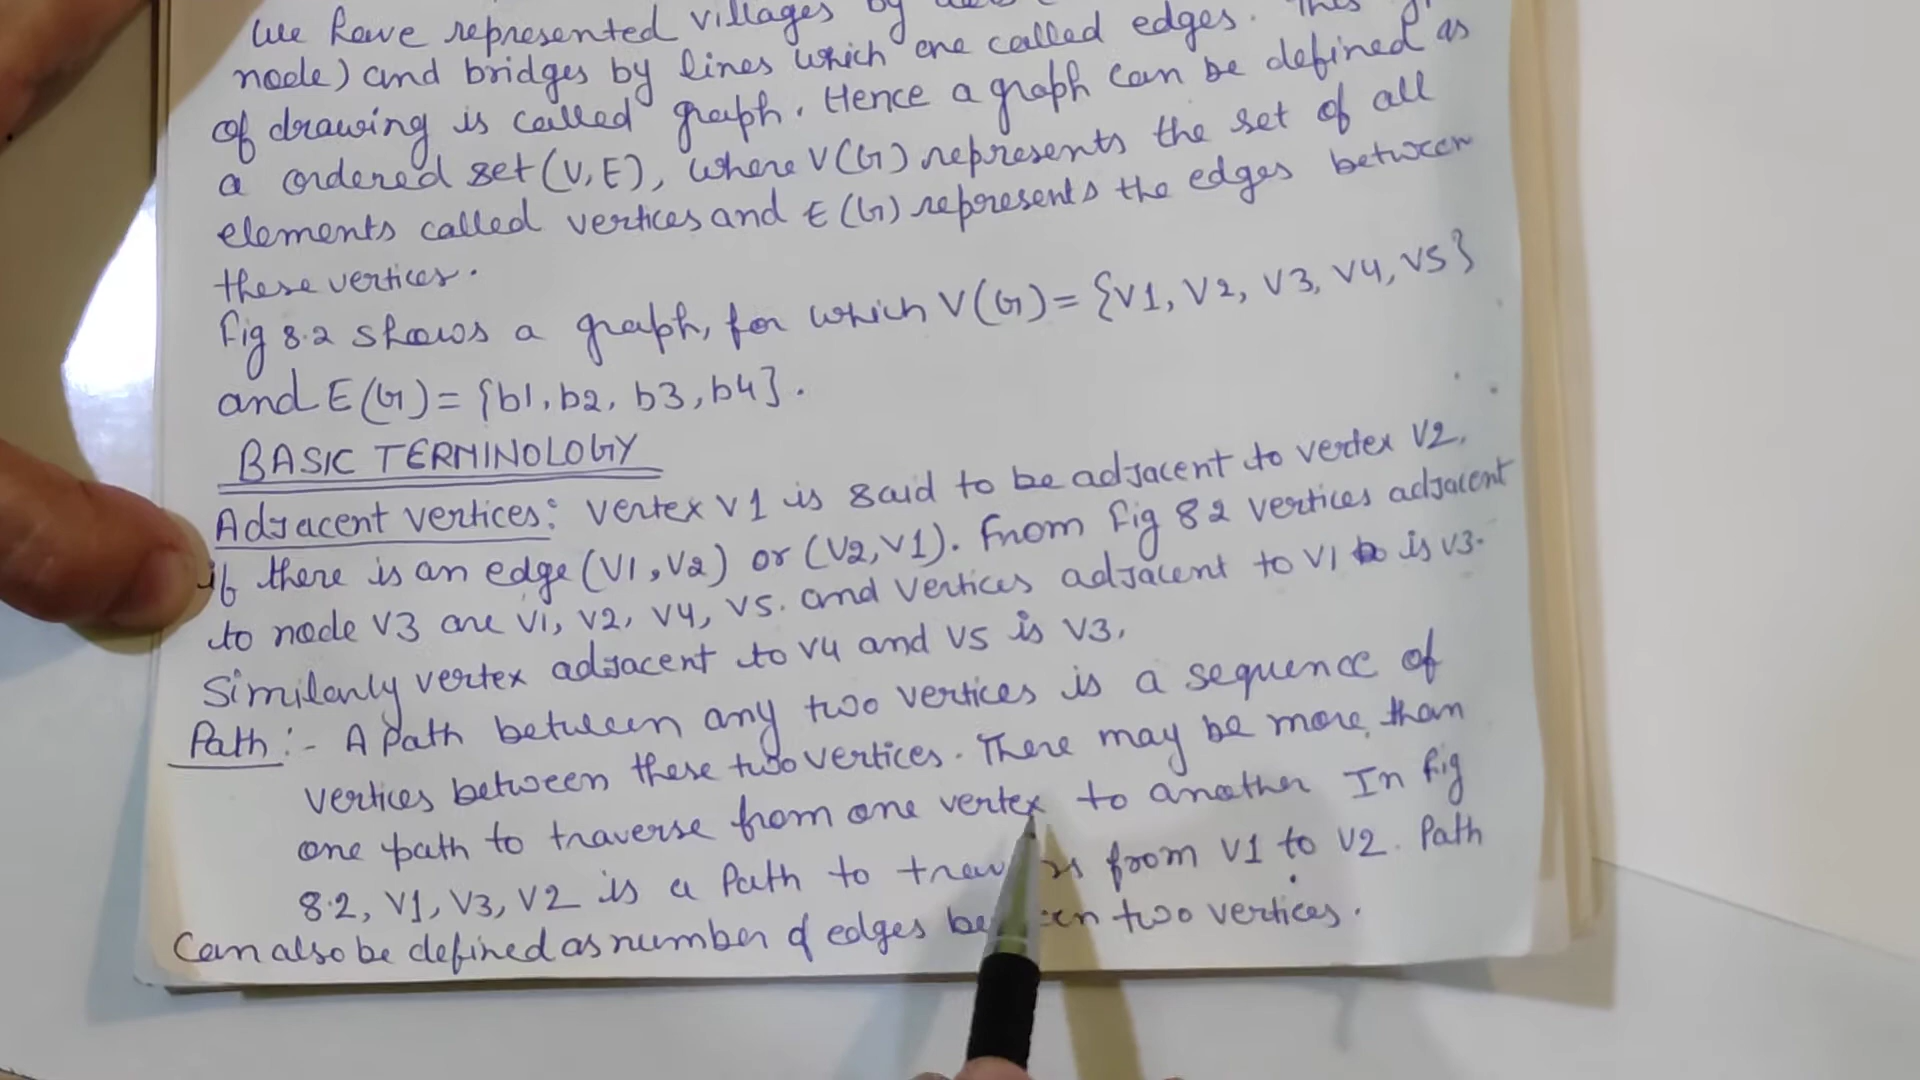 We have represented villages by
node) and bridges by lines which are called edges. This
of drawing is called graph. Hence a graph can be defined as
a ordered set (V, E), where V(G) represents the set of all
elements called vertices and E(G) represents the edges between
these vertices.
Fig 8.2 shows a graph, for which V(G) = {V1, V2, V3, V4, V5}
and E(G) = {b1, b2, b3, b4}.
BASIC TERMINOLOGY
Adjacent vertices: Vertex V1 is said to be adjacent to vertex V2,
if there is an edge (V1, V2) or (V2, V1). From Fig 8 2 vertices adjacent
to node V3 are V1, V2, V4, V5. and vertices adjacent to V1 is V3.
Similarly vertex adjacent to V4 and V5 is V3.
Path:- A Path between any two vertices is a sequence of
vertices between these two vertices. There may be more than
one path to traverse from one vertex to another In Fig
8.2, V1, V3, V2 is a Path to from V1 to V2. Path
Can also be defined as number of edges between two vertices.